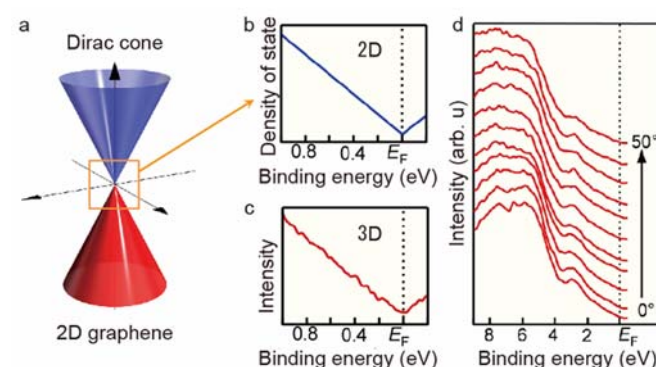 a
Dirac cone
2D graphene
b
Density of state
2D
0.8 0.4 E_F
Binding energy (eV)
c
Intensity
3D
0.8 0.4 E_F
Binding energy (eV)
d
Intensity (arb. u)
50°
0°
8 6 4 2 E_F
Binding energy (eV)